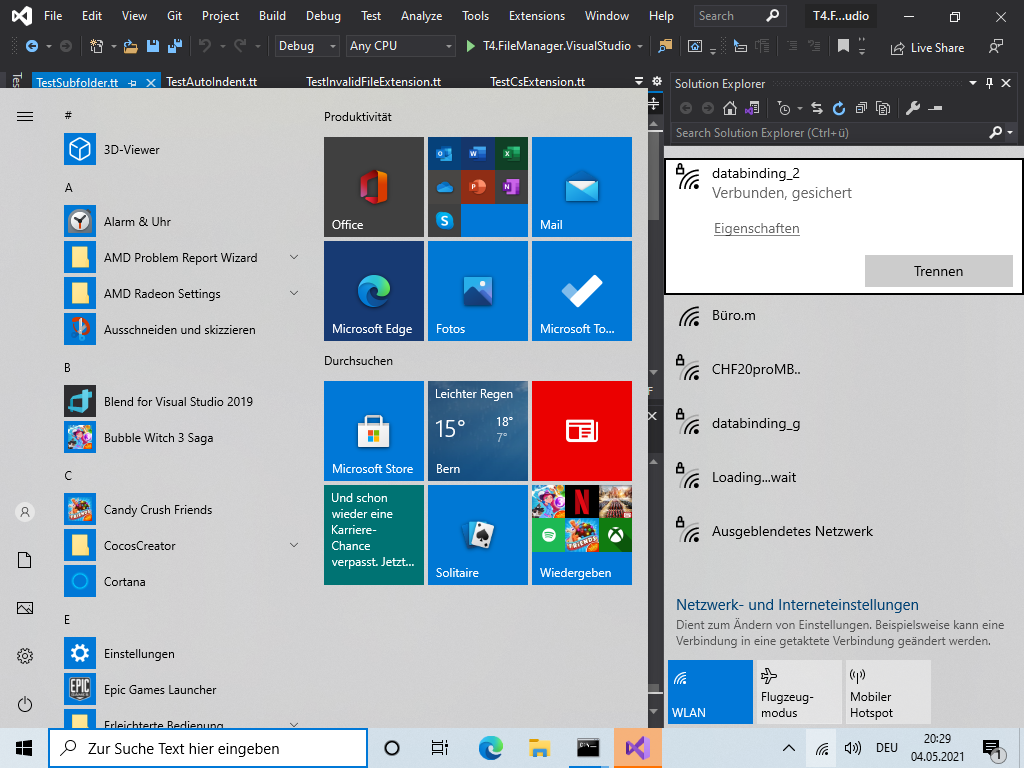 File Edit View Git Project Build Debug Test Analyze Tools Extensions Window Help Search T4.F...udio
Debug Any CPU T4.FileManager.VisualStudio Live Share
TestSubfolder.tt TestAutoIndent.tt TestInvalidFileExtension.tt TestCsExtension.tt
Solution Explorer
Search Solution Explorer (Ctrl+ü)
#
3D-Viewer
A
Alarm & Uhr
AMD Problem Report Wizard
AMD Radeon Settings
Ausschneiden und skizzieren
B
Blend for Visual Studio 2019
Bubble Witch 3 Saga
C
Candy Crush Friends
CocosCreator
Cortana
E
Einstellungen
Epic Games Launcher
Erleichterte Bedienung
Produktivität
Office
Mail
Microsoft Edge
Fotos
Microsoft To...
Durchsuchen
Microsoft Store
Leichter Regen
15° 18°
7°
Bern
Und schon
wieder eine
Karriere-
Chance
verpasst. Jetzt...
Solitaire
Wiedergeben
databinding_2
Verbunden, gesichert
Eigenschaften
Trennen
Büro.m
CHF20proMB..
databinding_g
Loading...wait
Ausgeblendetes Netzwerk
Netzwerk- und Interneteinstellungen
Dient zum Ändern von Einstellungen. Beispielsweise kann eine
Verbindung in eine getaktete Verbindung geändert werden.
WLAN
Flugzeug-
modus
Mobiler
Hotspot
Zur Suche Text hier eingeben
DEU
20:29
04.05.2021
1